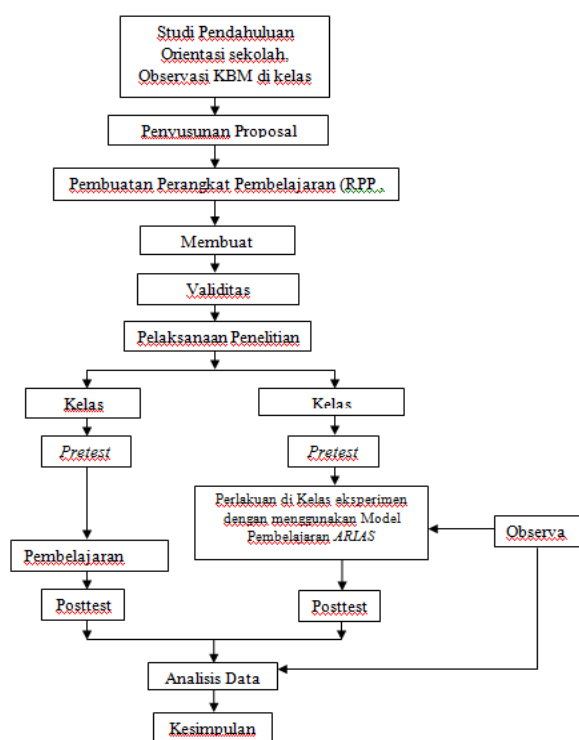 Studi Pendahuluan
Orientasi sekolah,
Observasi KBM di kelas
Penyusunan Proposal
Pembuatan Perangkat Pembelajaran (RPP ,
Membuat
Validitas
Pelaksanaan Penelitian
Kelas
Kelas
Pretest
Pretest
Perlakuan di Kelas eksperimen
dengan menggunakan Model
Pembelajaran ARIAS
Observa
Pembelajaran
Posttest
Posttest
Analisis Data
Kesimpulan